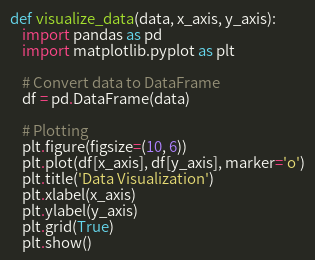 def visualize_data(data, x_axis, y_axis):
    import pandas as pd
    import matplotlib.pyplot as plt

    # Convert data to DataFrame
    df = pd.DataFrame(data)

    # Plotting
    plt.figure(figsize=(10, 6))
    plt.plot(df[x_axis], df[y_axis], marker='o')
    plt.title('Data Visualization')
    plt.xlabel(x_axis)
    plt.ylabel(y_axis)
    plt.grid(True)
    plt.show()